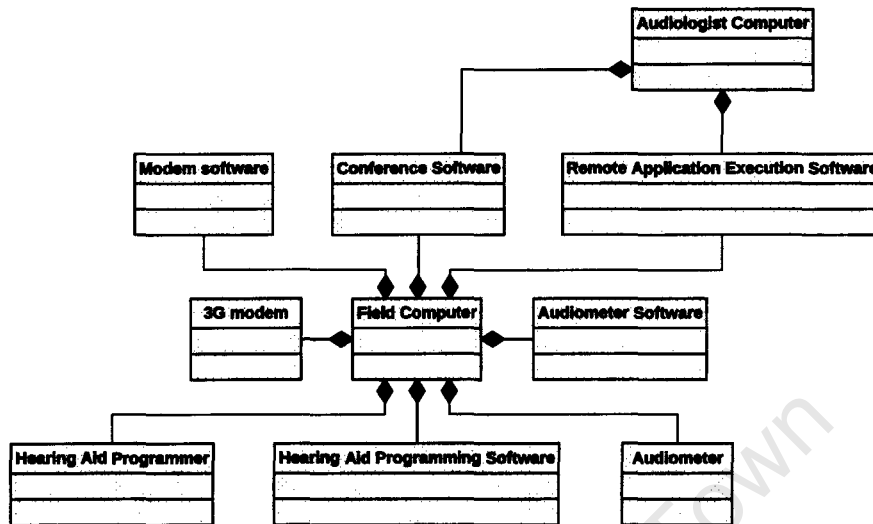 Audiologist Computer
Modem software
Conference Software
Remote Application Execution Software
3G modem
Field Computer
Audiometer Software
Hearing Aid Programmer
Hearing Aid Programming Software
Audiometer
Town